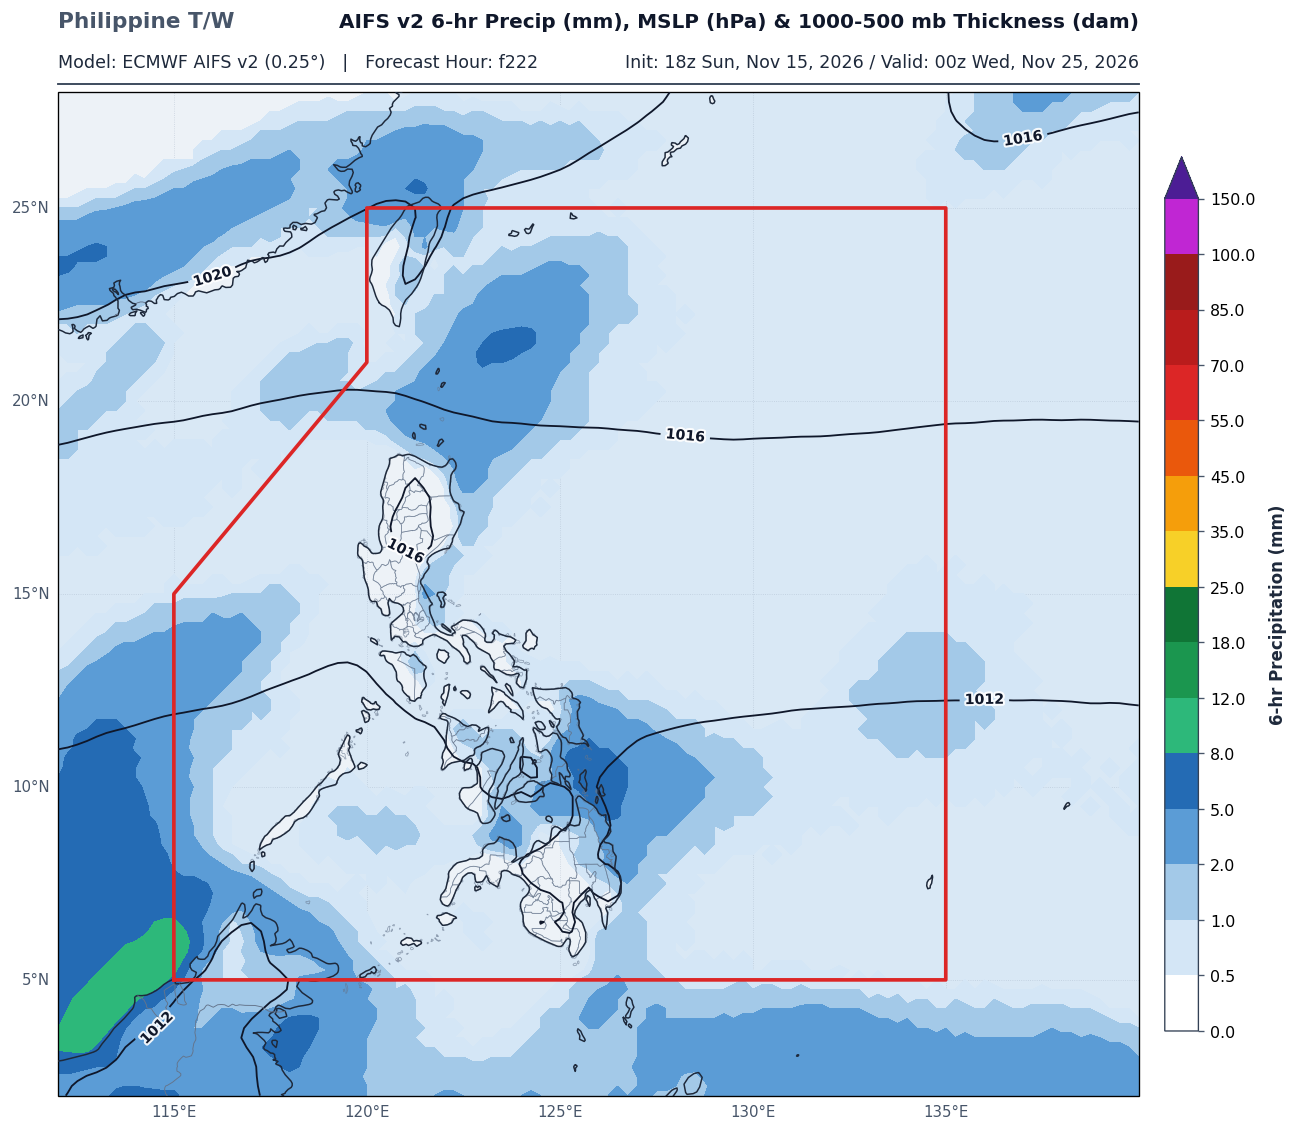 Philippine T/W
AIFS v2 6-hr Precip (mm), MSLP (hPa) & 1000-500 mb Thickness (dam)
Model: ECMWF AIFS v2 (0.25°)   |   Forecast Hour: f222
Init: 18z Sun, Nov 15, 2026 / Valid: 00z Wed, Nov 25, 2026
1016
25°N
1020
20°N
1016
1016
15°N
1012
10°N
5°N
1012
115°E
120°E
125°E
130°E
135°E
150.0
100.0
85.0
70.0
55.0
45.0
35.0
25.0
18.0
12.0
8.0
5.0
2.0
1.0
0.5
0.0
6-hr Precipitation (mm)